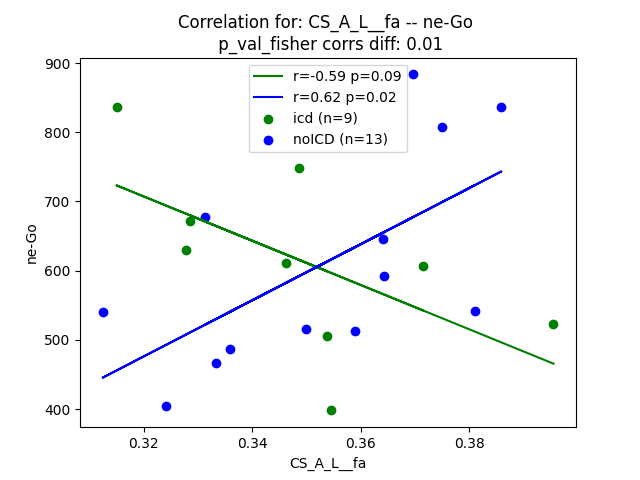 Correlation for: CS_A_L__fa -- ne-Go
p_val_fisher corrs diff: 0.01
r=-0.59 p=0.09
r=0.62 p=0.02
icd (n=9)
noICD (n=13)
ne-Go
900
800
700
600
500
400
0.32 0.34 0.36 0.38
CS_A_L__fa